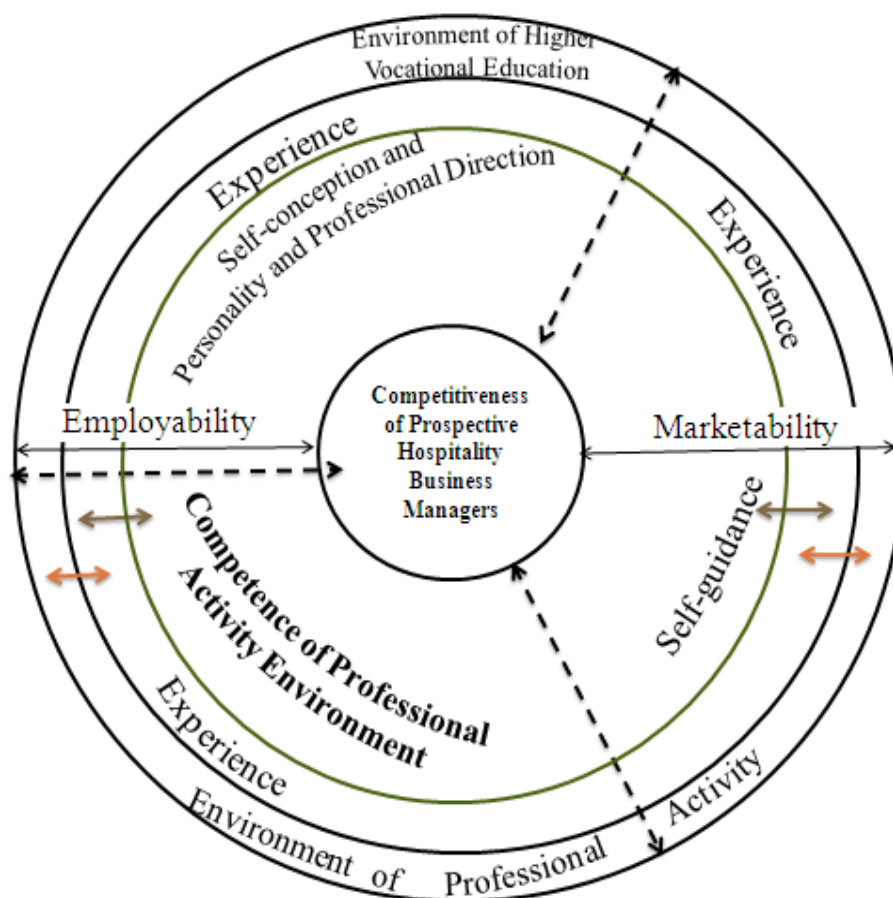 Environment of Higher
Vocational Education
Experience
Experience
Self-conception and
Personality and Professional Direction
Employability
Marketability
Competitiveness
of Prospective
Hospitality
Business
Managers
Self-guidance
Competence of Professional
Activity Environment
Experience
Environment of Professional Activity